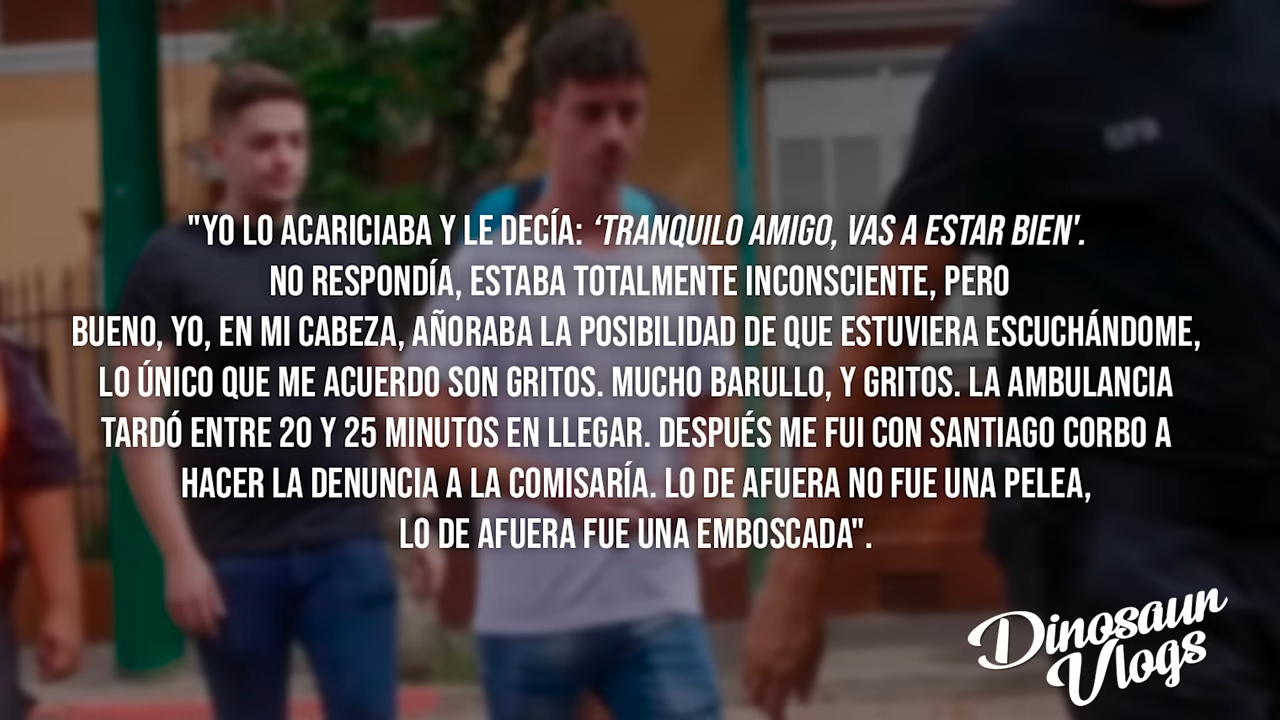 "YO LO ACARICIABA Y LE DECÍA: ‘TRANQUILO AMIGO, VAS A ESTAR BIEN'.
NO RESPONDÍA, ESTABA TOTALMENTE INCONSCIENTE, PERO
BUENO, YO, EN MI CABEZA, AÑORABA LA POSIBILIDAD DE QUE ESTUVIERA ESCUCHÁNDOME,
LO ÚNICO QUE ME ACUERDO SON GRITOS. MUCHO BARULLO, Y GRITOS. LA AMBULANCIA
TARDÓ ENTRE 20 Y 25 MINUTOS EN LLEGAR. DESPUÉS ME FUI CON SANTIAGO CORBO A
HACER LA DENUNCIA A LA COMISARÍA. LO DE AFUERA NO FUE UNA PELEA,
LO DE AFUERA FUE UNA EMBOSCADA".
Dinosaun
Vlogs